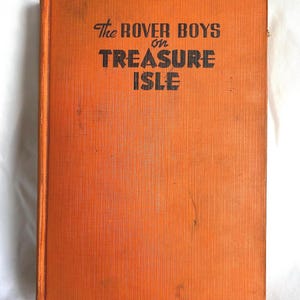 The ROVER BOYS
on
TREASURE
ISLE